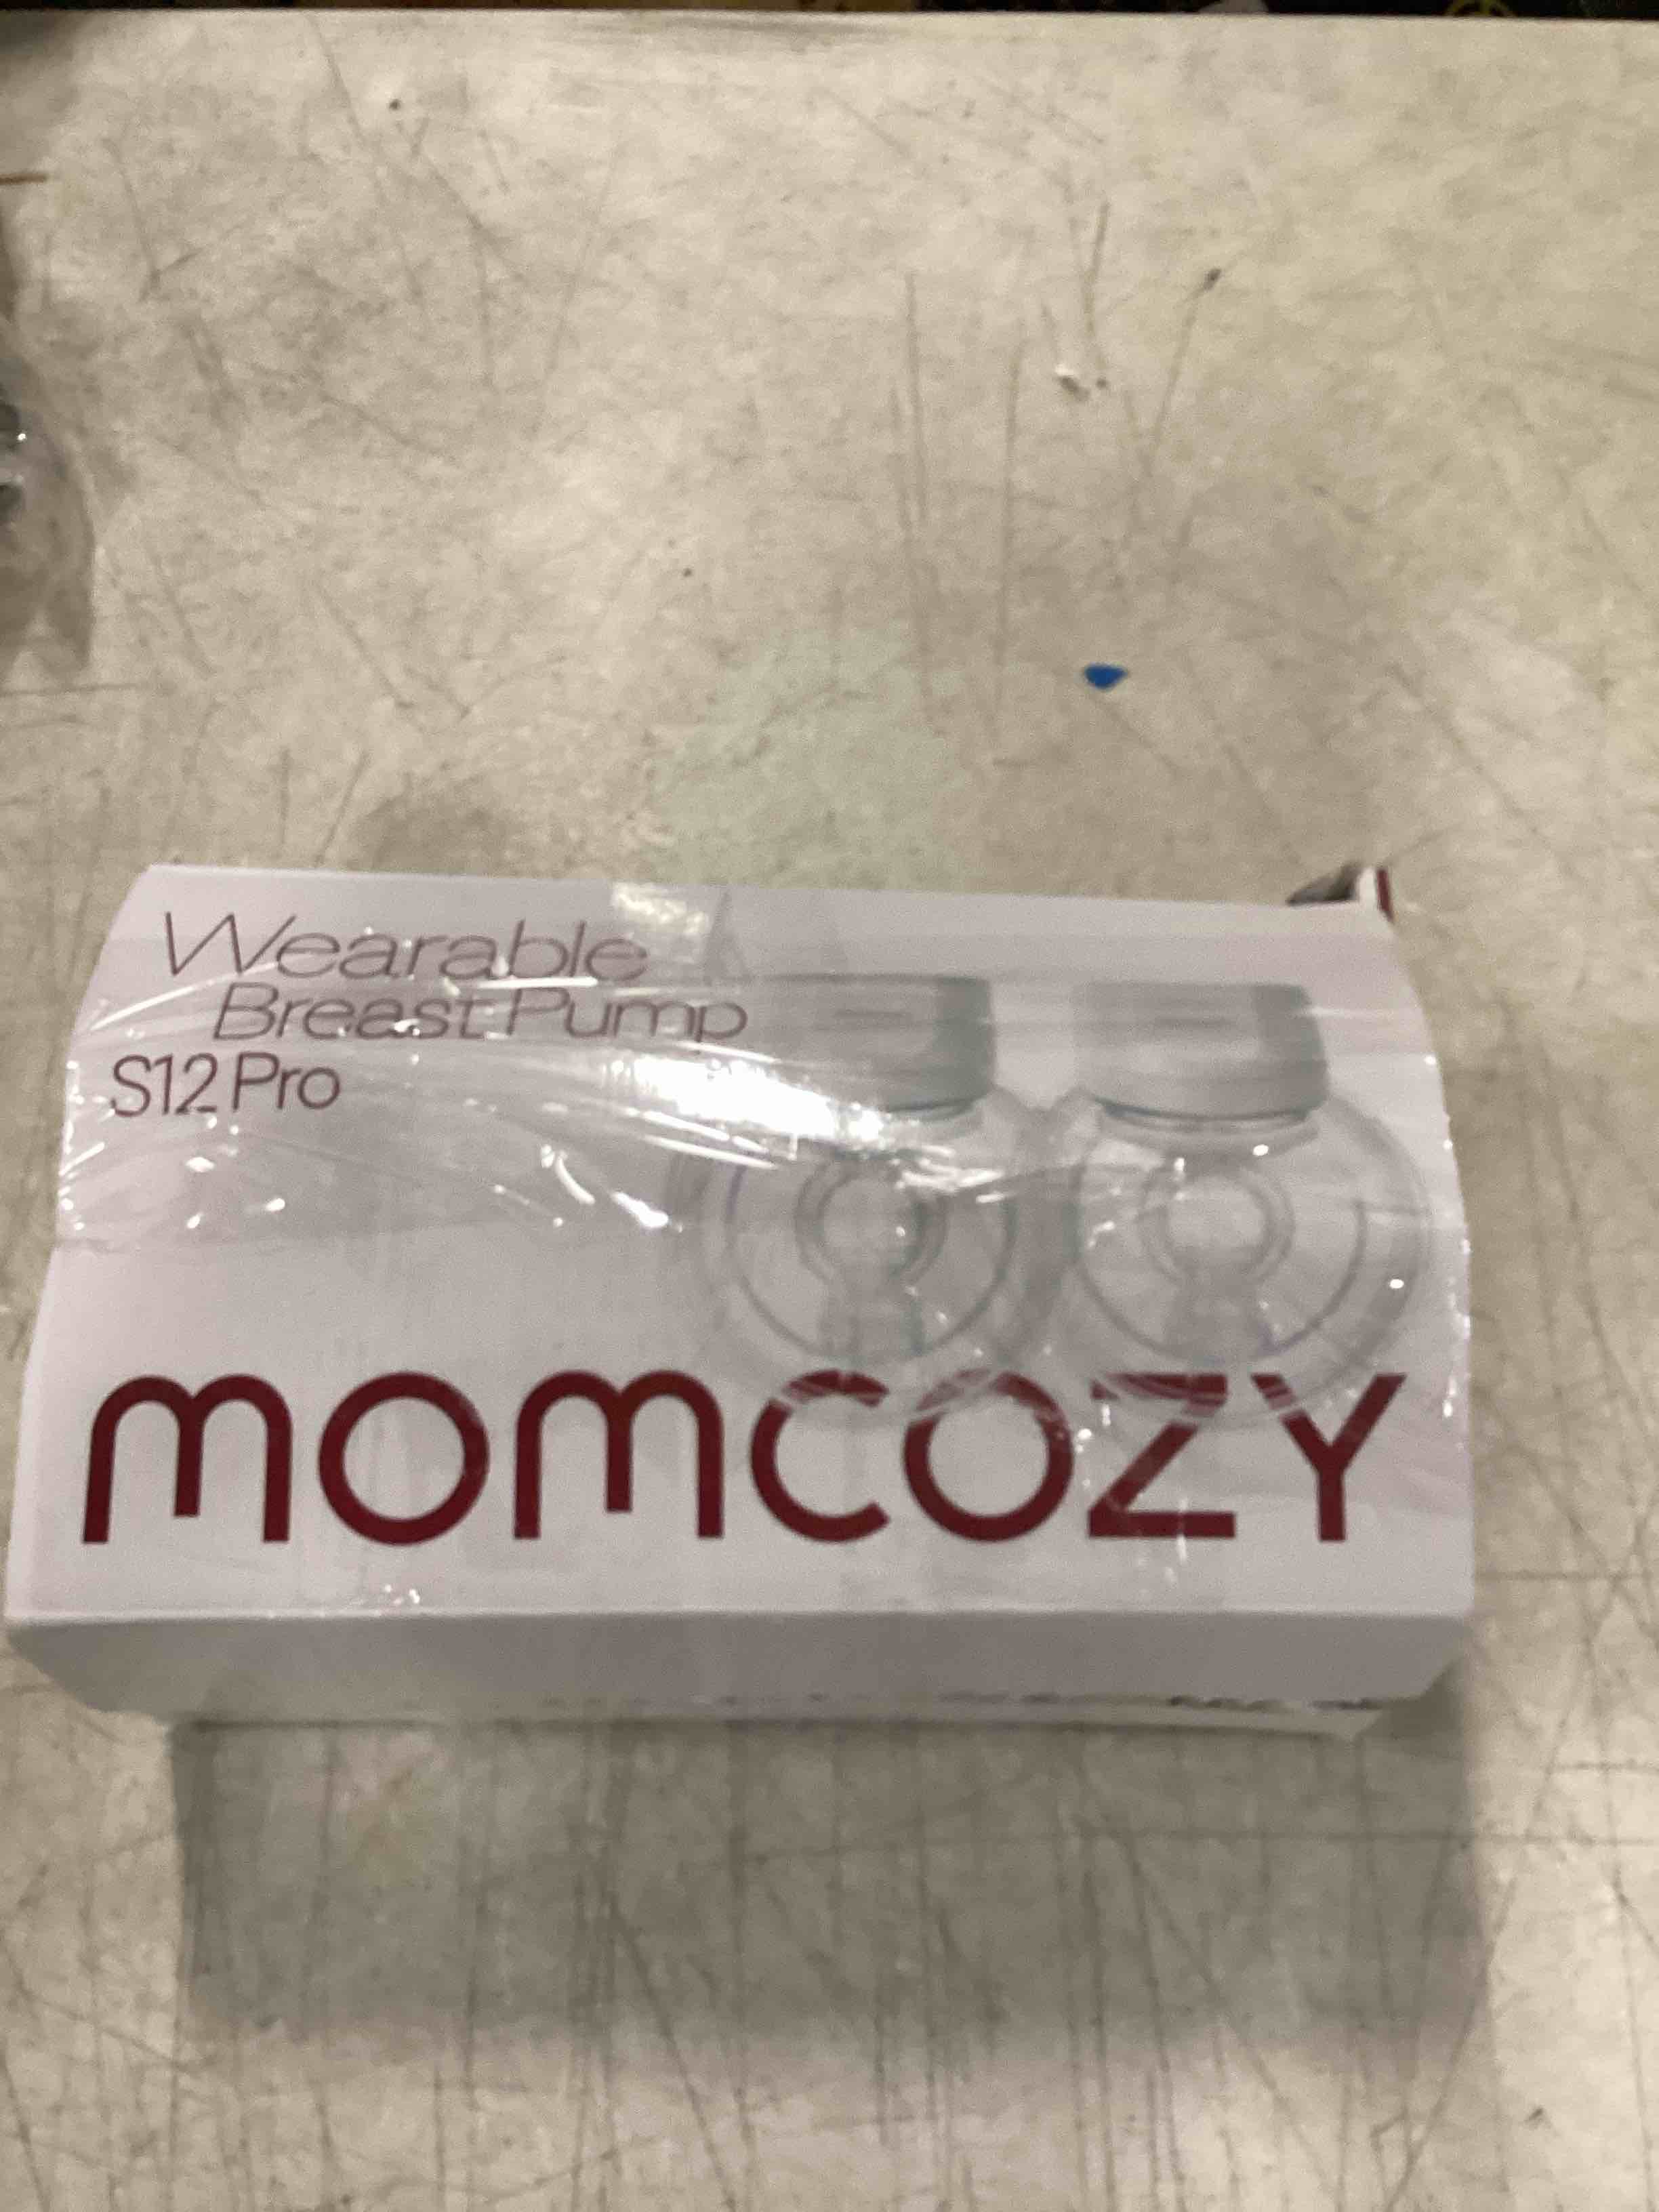 Wearable
Breast Pump
S12 Pro
momcozy